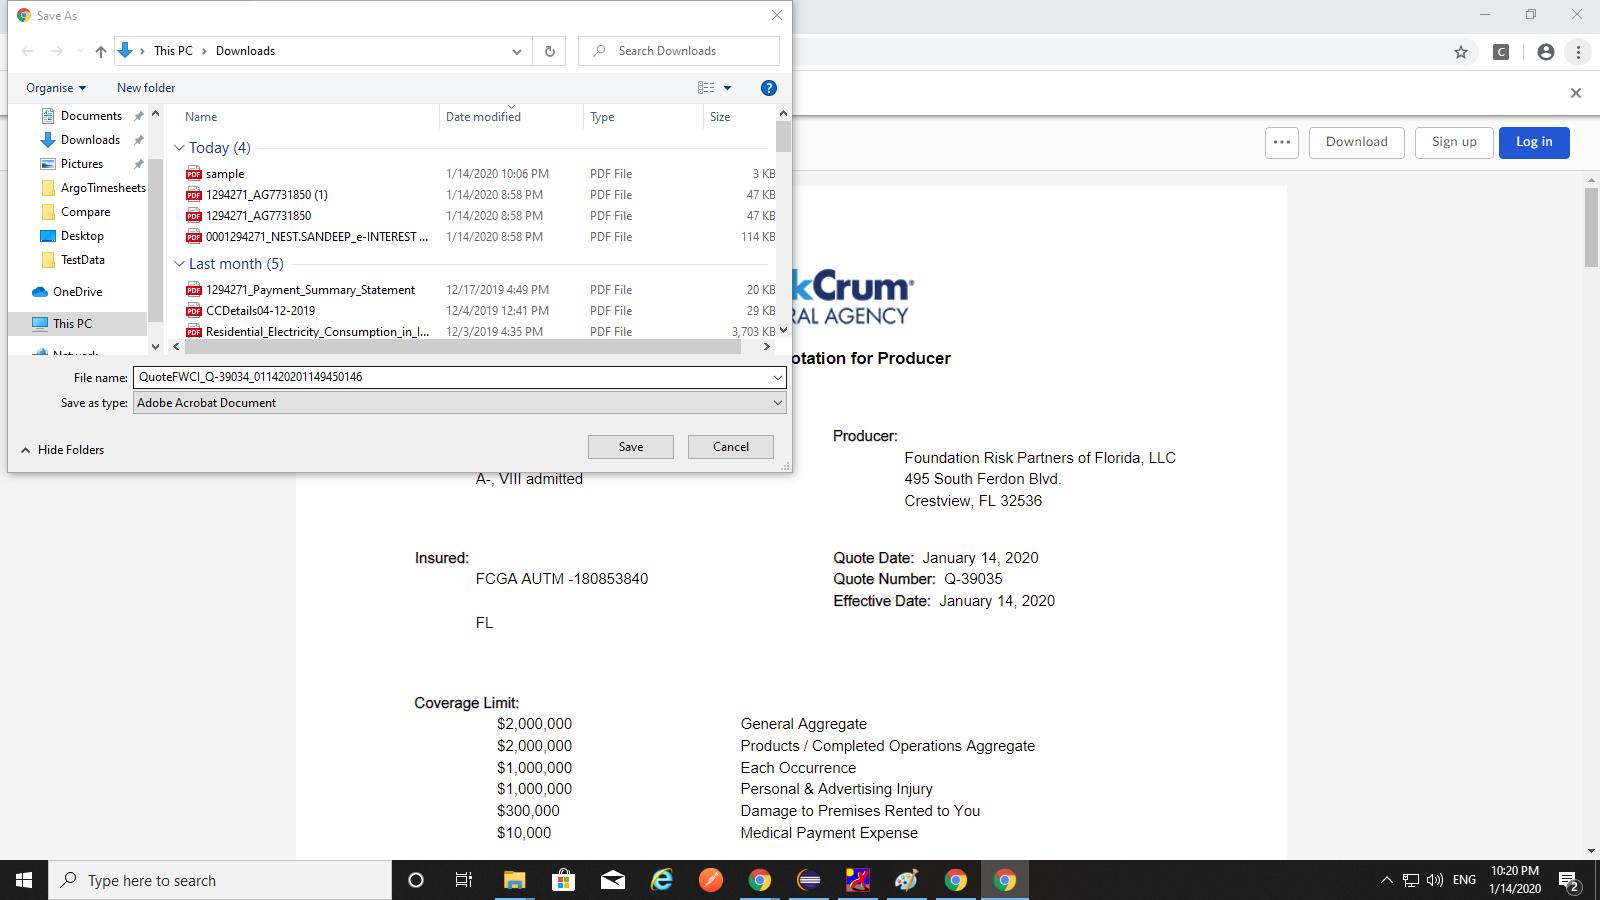 Save As
This PC
Downloads
Search Downloads
Organise
New folder
Documents
Downloads
Pictures
ArgoTimesheets
Compare
Desktop
TestData
OneDrive
This PC
Network
Name
Date modified
Type
Size
Today (4)
sample 1/14/2020 10:06 PM PDF File 3 KB
1294271_AG7731850 (1) 1/14/2020 8:58 PM PDF File 47 KB
1294271_AG7731850 1/14/2020 8:58 PM PDF File 47 KB
0001294271_NEST.SANDEEP_e-INTEREST ... 1/14/2020 8:58 PM PDF File 114 KB
Last month (5)
1294271_Payment_Summary_Statement 12/17/2019 4:49 PM PDF File 20 KB
CCDetails04-12-2019 12/4/2019 12:41 PM PDF File 29 KB
Residential_Electricity_Consumption_in_I... 12/3/2019 4:35 PM PDF File 3,703 KB
File name: QuoteFWCI_Q-39034_011420201149450146
Save as type: Adobe Acrobat Document
Hide Folders
Save
Cancel
C
Download
Sign up
Log in
kCrum
RAL AGENCY
otation for Producer
Producer:
Foundation Risk Partners of Florida, LLC
495 South Ferdon Blvd.
Crestview, FL 32536
A-, VIII admitted
Insured:
FCGA AUTM -180853840
FL
Quote Date: January 14, 2020
Quote Number: Q-39035
Effective Date: January 14, 2020
Coverage Limit:
$2,000,000 General Aggregate
$2,000,000 Products / Completed Operations Aggregate
$1,000,000 Each Occurrence
$1,000,000 Personal & Advertising Injury
$300,000 Damage to Premises Rented to You
$10,000 Medical Payment Expense
Type here to search
ENG
10:20 PM
1/14/2020
2